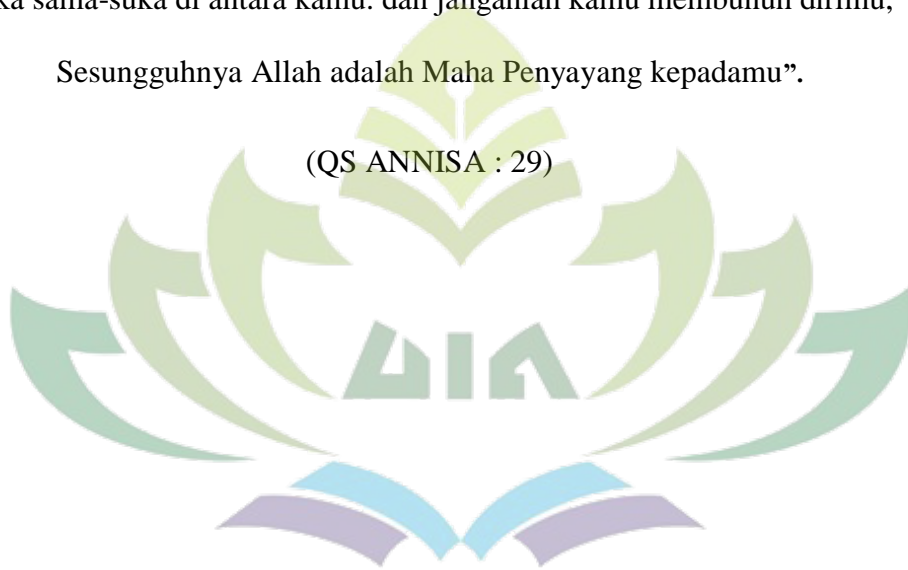 sama-suka di antara kamu. dan janganlah kamu membunuh dirimu;
Sesungguhnya Allah adalah Maha Penyayang kepadamu”.
(QS ANNISA : 29)
UIN